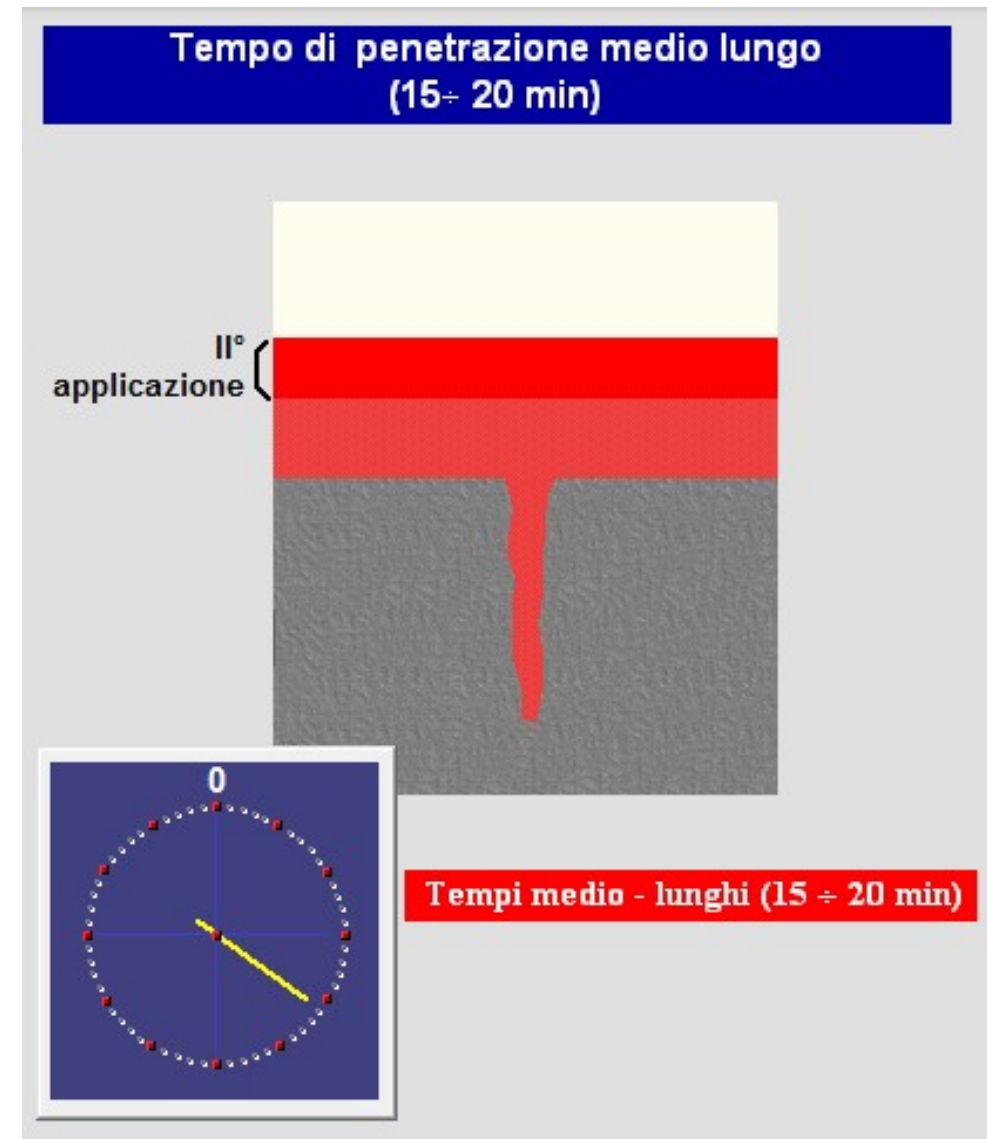 Tempo di penetrazione medio lungo
(15÷ 20 min)
II°
applicazione
0
Tempi medio - lunghi (15 ÷ 20 min)